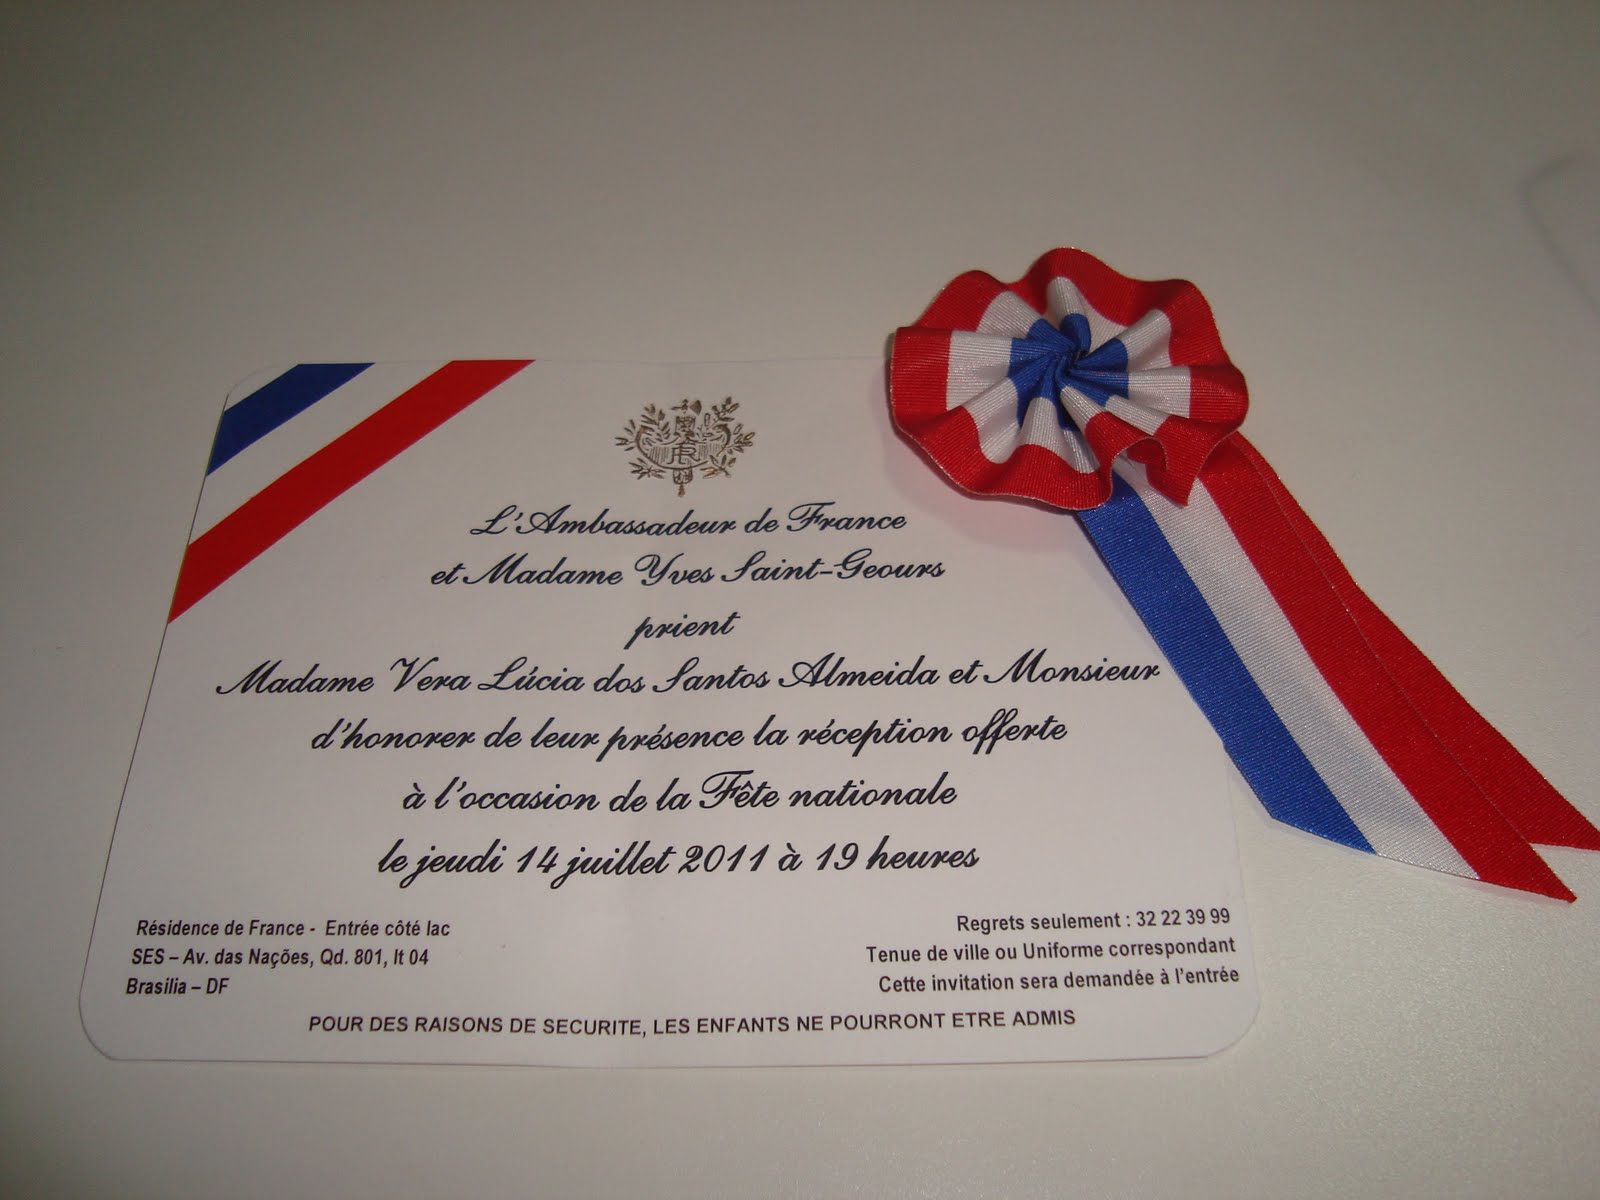 RF
L'Ambassadeur de France
et Madame Yves Saint-Geours
prient
Madame Vera Lúcia dos Santos Almeida et Monsieur
d'honorer de leur présence la réception offerte
à l'occasion de la Fête nationale
le jeudi 14 juillet 2011 à 19 heures
Résidence de France - Entrée côté lac
SES – Av. das Nações, Qd. 801, lt 04
Brasilia – DF
Regrets seulement : 32 22 39 99
Tenue de ville ou Uniforme correspondant
Cette invitation sera demandée à l'entrée
POUR DES RAISONS DE SECURITE, LES ENFANTS NE POURRONT ETRE ADMIS